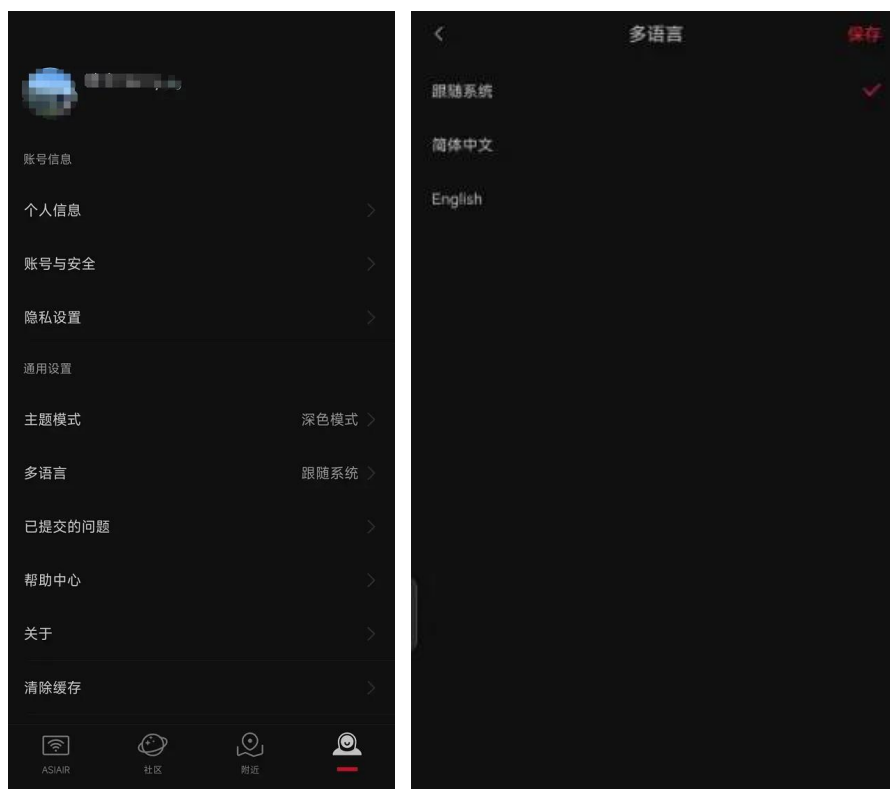 账号信息
个人信息
账号与安全
隐私设置
通用设置
主题模式 深色模式
多语言 跟随系统
已提交的问题
帮助中心
关于
清除缓存
ASIAIR 社区 附近
多语言 保存
跟随系统
简体中文
English